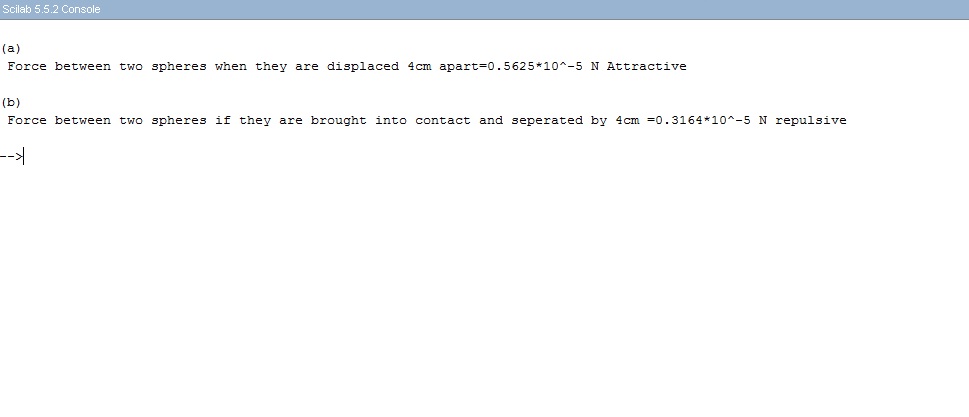 Scilab 5.5.2 Console
(a)
Force between two spheres when they are displaced 4cm apart=0.5625*10^-5 N Attractive
(b)
Force between two spheres if they are brought into contact and seperated by 4cm =0.3164*10^-5 N repulsive
-->